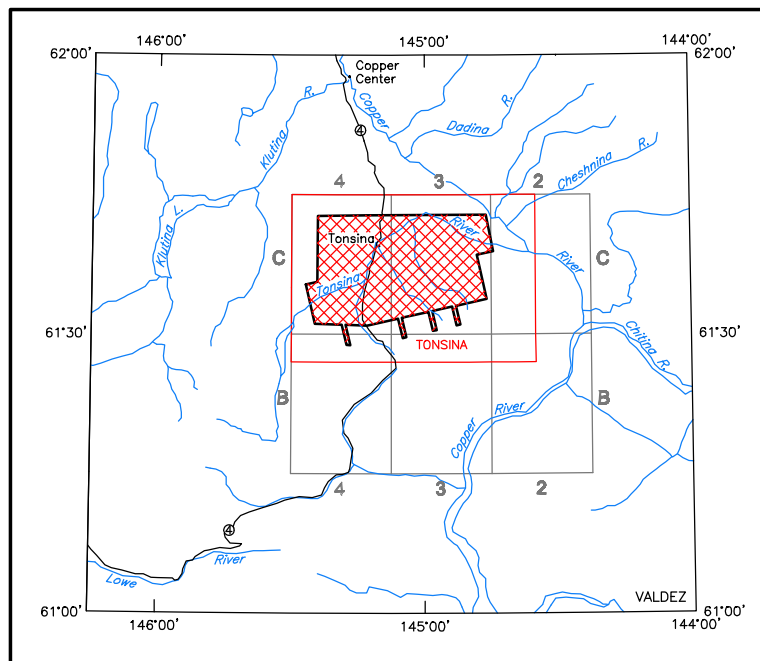 146°00'
145°00'
144°00'
62°00'
62°00'
Copper
Center
R.
Copper
4
Dadina
R.
Klutina
Cheshnina
R.
4
3
2
Klutina L.
River
Tonsina
C
C
River
Tonsina
61°30'
61°30'
Chitina R.
TONSINA
B
B
River
Copper
4
3
2
4
River
Lowe
VALDEZ
61°00'
61°00'
146°00'
145°00'
144°00'